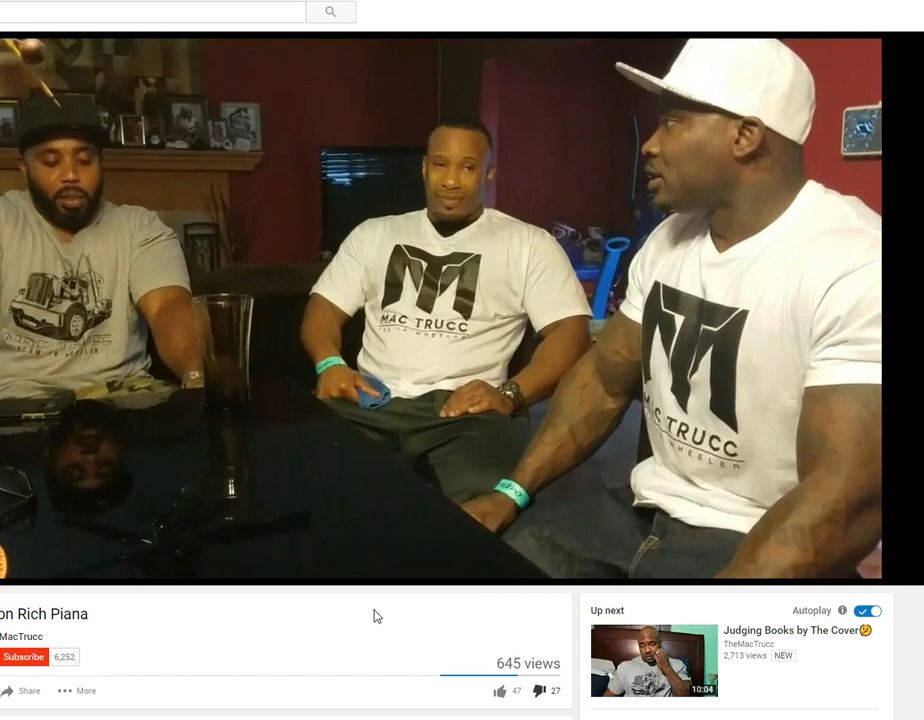 MAC TRUCC
MAC TRUCC
WHEELER
on Rich Piana
MacTrucc
Subscribe 6,252
645 views
Share
More
47
27
Up next
Autoplay
Judging Books by The Cover
TheMacTrucc
2,713 views NEW
10:04